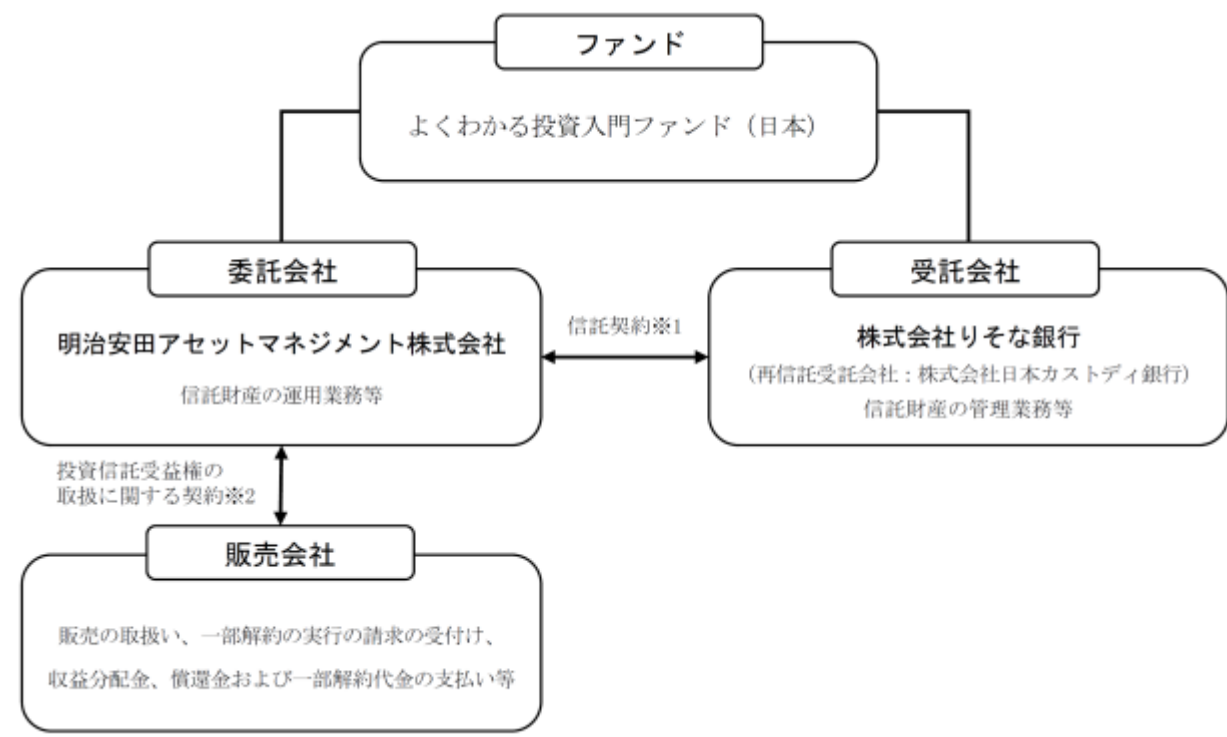 ファンド
よくわかる投資入門ファンド（日本）
委託会社
明治安田アセットマネジメント株式会社
信託財産の運用業務等
信託契約※1
受託会社
株式会社りそな銀行
（再信託受託会社：株式会社日本カストディ銀行）
信託財産の管理業務等
投資信託受益権の
取扱に関する契約※2
販売会社
販売の取扱い、一部解約の実行の請求の受付け、
収益分配金、償還金および一部解約代金の支払い等